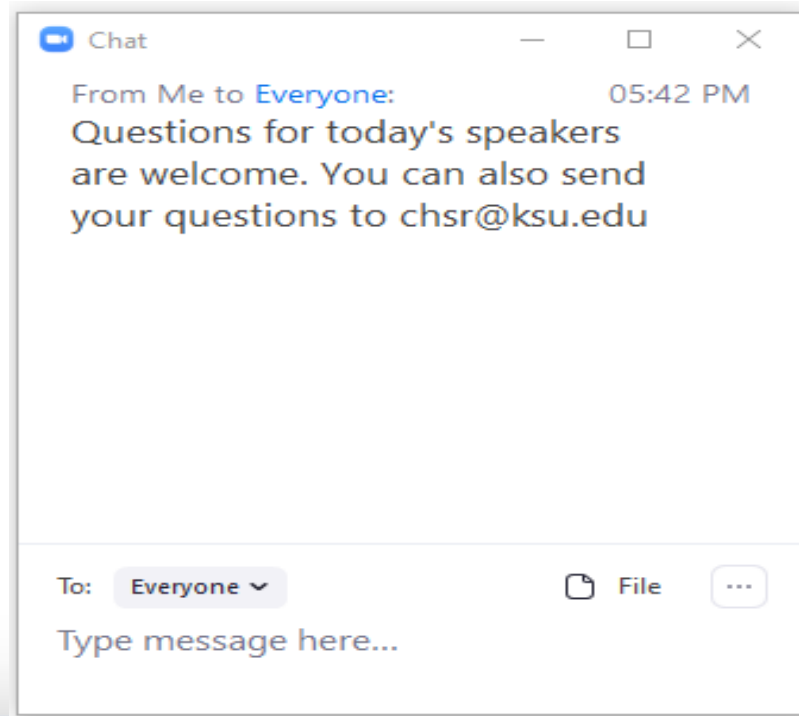 Chat
From Me to Everyone: 05:42 PM
Questions for today's speakers
are welcome. You can also send
your questions to chsr@ksu.edu
To: Everyone File ...
Type message here...